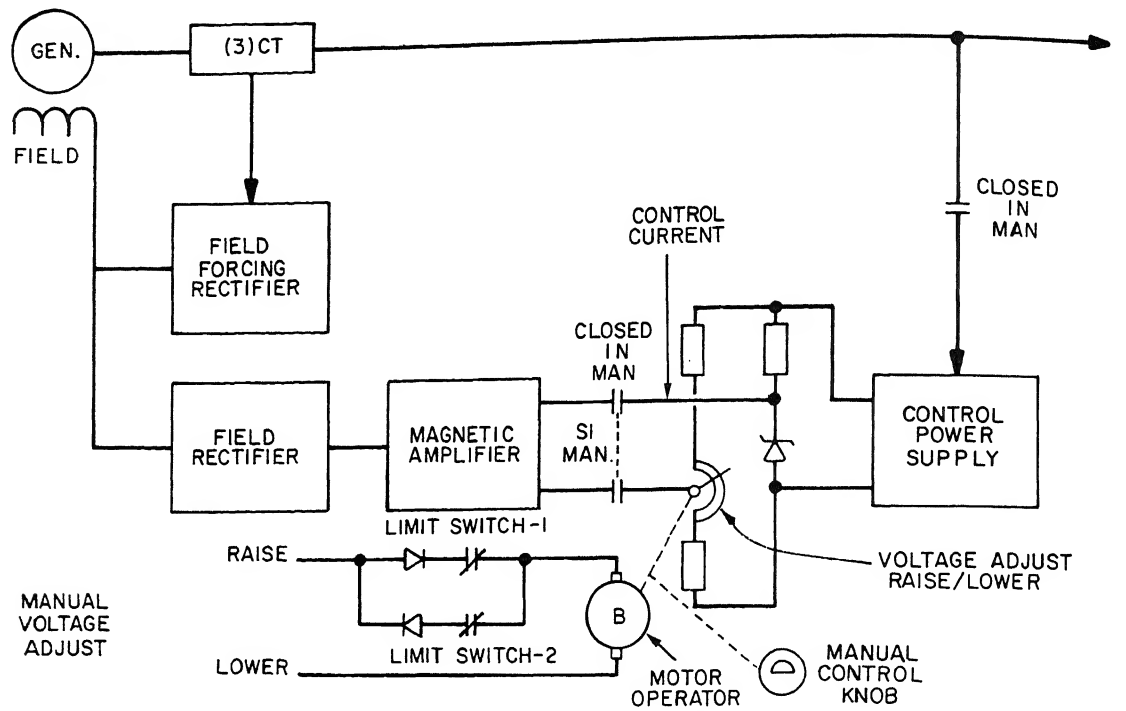 GEN.
(3)CT
FIELD
FIELD
FORCING
RECTIFIER
CLOSED
IN
MAN
CONTROL
CURRENT
CLOSED
IN
MAN
FIELD
RECTIFIER
MAGNETIC
AMPLIFIER
SI
MAN.
CONTROL
POWER
SUPPLY
LIMIT SWITCH-1
RAISE
VOLTAGE ADJUST
RAISE/LOWER
MANUAL
VOLTAGE
ADJUST
B
LIMIT SWITCH-2
LOWER
MOTOR
OPERATOR
MANUAL
CONTROL
KNOB